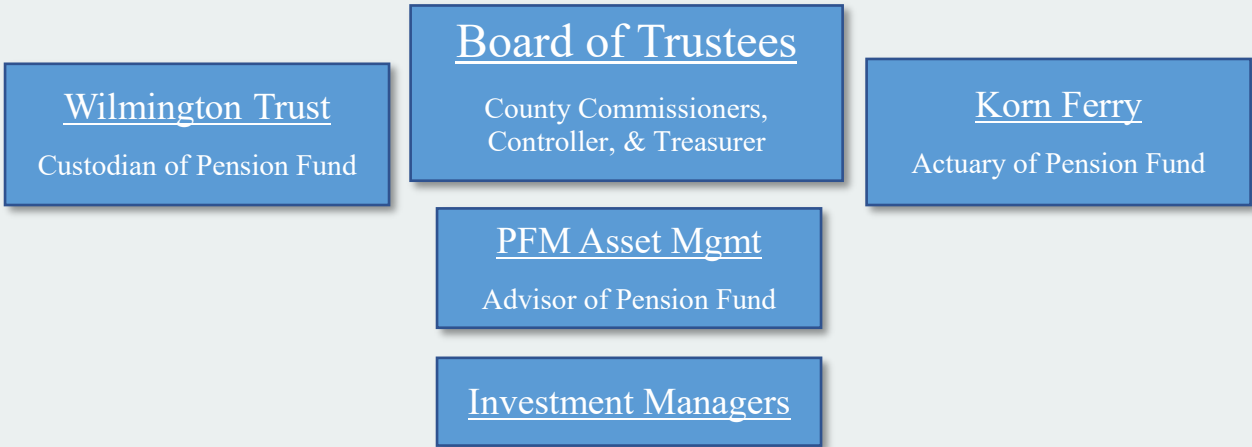 Board of Trustees
County Commissioners,
Controller, & Treasurer
Wilmington Trust
Custodian of Pension Fund
Korn Ferry
Actuary of Pension Fund
PFM Asset Mgmt
Advisor of Pension Fund
Investment Managers